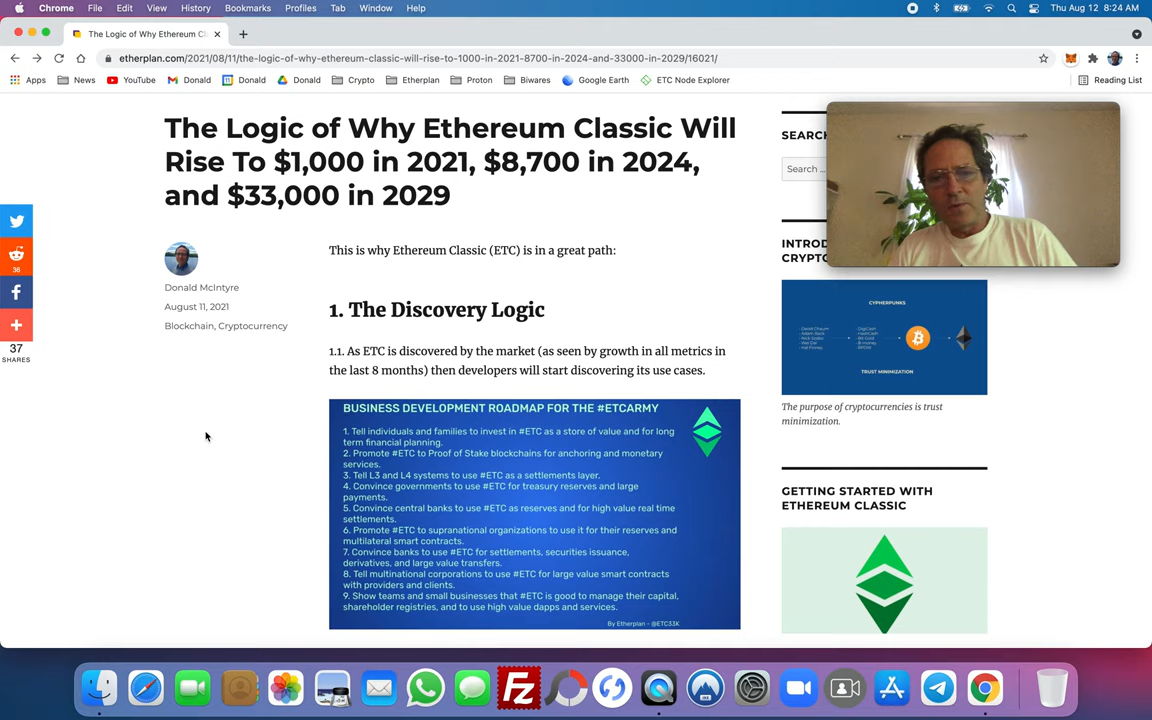 Chrome File Edit View History Bookmarks Profiles Tab Window Help
Thu Aug 12 8:24 AM
The Logic of Why Ethereum Cl
etherplan.com/2021/08/11/the-logic-of-why-ethereum-classic-will-rise-to-1000-in-2021-8700-in-2024-and-33000-in-2029/16021/
Apps News YouTube Donald Donald Donald Crypto Etherplan Proton Biwares Google Earth ETC Node Explorer Reading List
The Logic of Why Ethereum Classic Will
Rise To $1,000 in 2021, $8,700 in 2024,
and $33,000 in 2029
36
37
SHARES
Donald McIntyre
August 11, 2021
Blockchain, Cryptocurrency
This is why Ethereum Classic (ETC) is in a great path:
1. The Discovery Logic
1.1. As ETC is discovered by the market (as seen by growth in all metrics in
the last 8 months) then developers will start discovering its use cases.
BUSINESS DEVELOPMENT ROADMAP FOR THE #ETCARMY
1. Tell individuals and families to invest in #ETC as a store of value and for long
term financial planning.
2. Promote #ETC to Proof of Stake blockchains for anchoring and monetary
services.
3. Tell L3 and L4 systems to use #ETC as a settlements layer.
4. Convince governments to use #ETC for treasury reserves and large
payments.
5. Convince central banks to use #ETC as reserves and for high value real time
settlements.
6. Promote #ETC to supranational organizations to use it for their reserves and
multilateral smart contracts.
7. Convince banks to use #ETC for settlements, securities issuance,
derivatives, and large value transfers.
8. Tell multinational corporations to use #ETC for large value smart contracts
with providers and clients.
9. Show teams and small businesses that #ETC is good to manage their capital,
shareholder registries, and to use high value dapps and services.
By Etherplan - @ETC33K
SEARC
Search ...
INTROD
CRYPTO
CYPHERPUNKS
TRUST MINIMIZATION
The purpose of cryptocurrencies is trust
minimization.
GETTING STARTED WITH
ETHEREUM CLASSIC
FZ